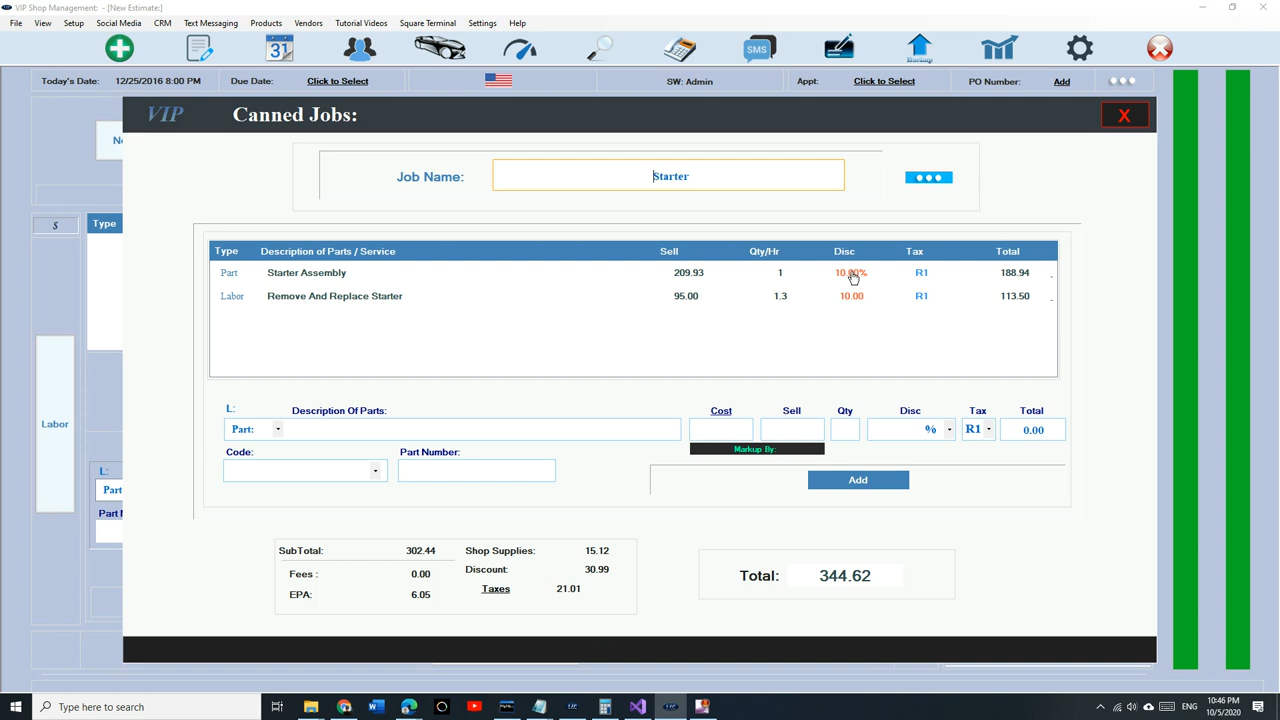 VIP Shop Management: - [New Estimate:]
File View Setup Social Media CRM Text Messaging Products Vendors Tutorial Videos Square Terminal Settings Help
31 SMS Backup
Today's Date: 12/25/2016 8:00 PM Due Date: Click to Select SW: Admin Appt: Click to Select PO Number: Add
VIP Canned Jobs: X
Job Name: Starter
$ Type
Type Description of Parts / Service Sell Qty/Hr Disc Tax Total
Part Starter Assembly 209.93 1 10.00% R1 188.94
Labor Remove And Replace Starter 95.00 1.3 10.00 R1 113.50
Labor
L: Description Of Parts: Cost Sell Qty Disc Tax Total
Part: % R1 0.00
Markup By:
Code: Part Number:
L:
Part
Add
Part N
SubTotal: 302.44 Shop Supplies: 15.12
Fees : 0.00 Discount: 30.99
EPA: 6.05 Taxes 21.01
Total: 344.62
Type here to search
ENG 10:46 PM
10/5/2020